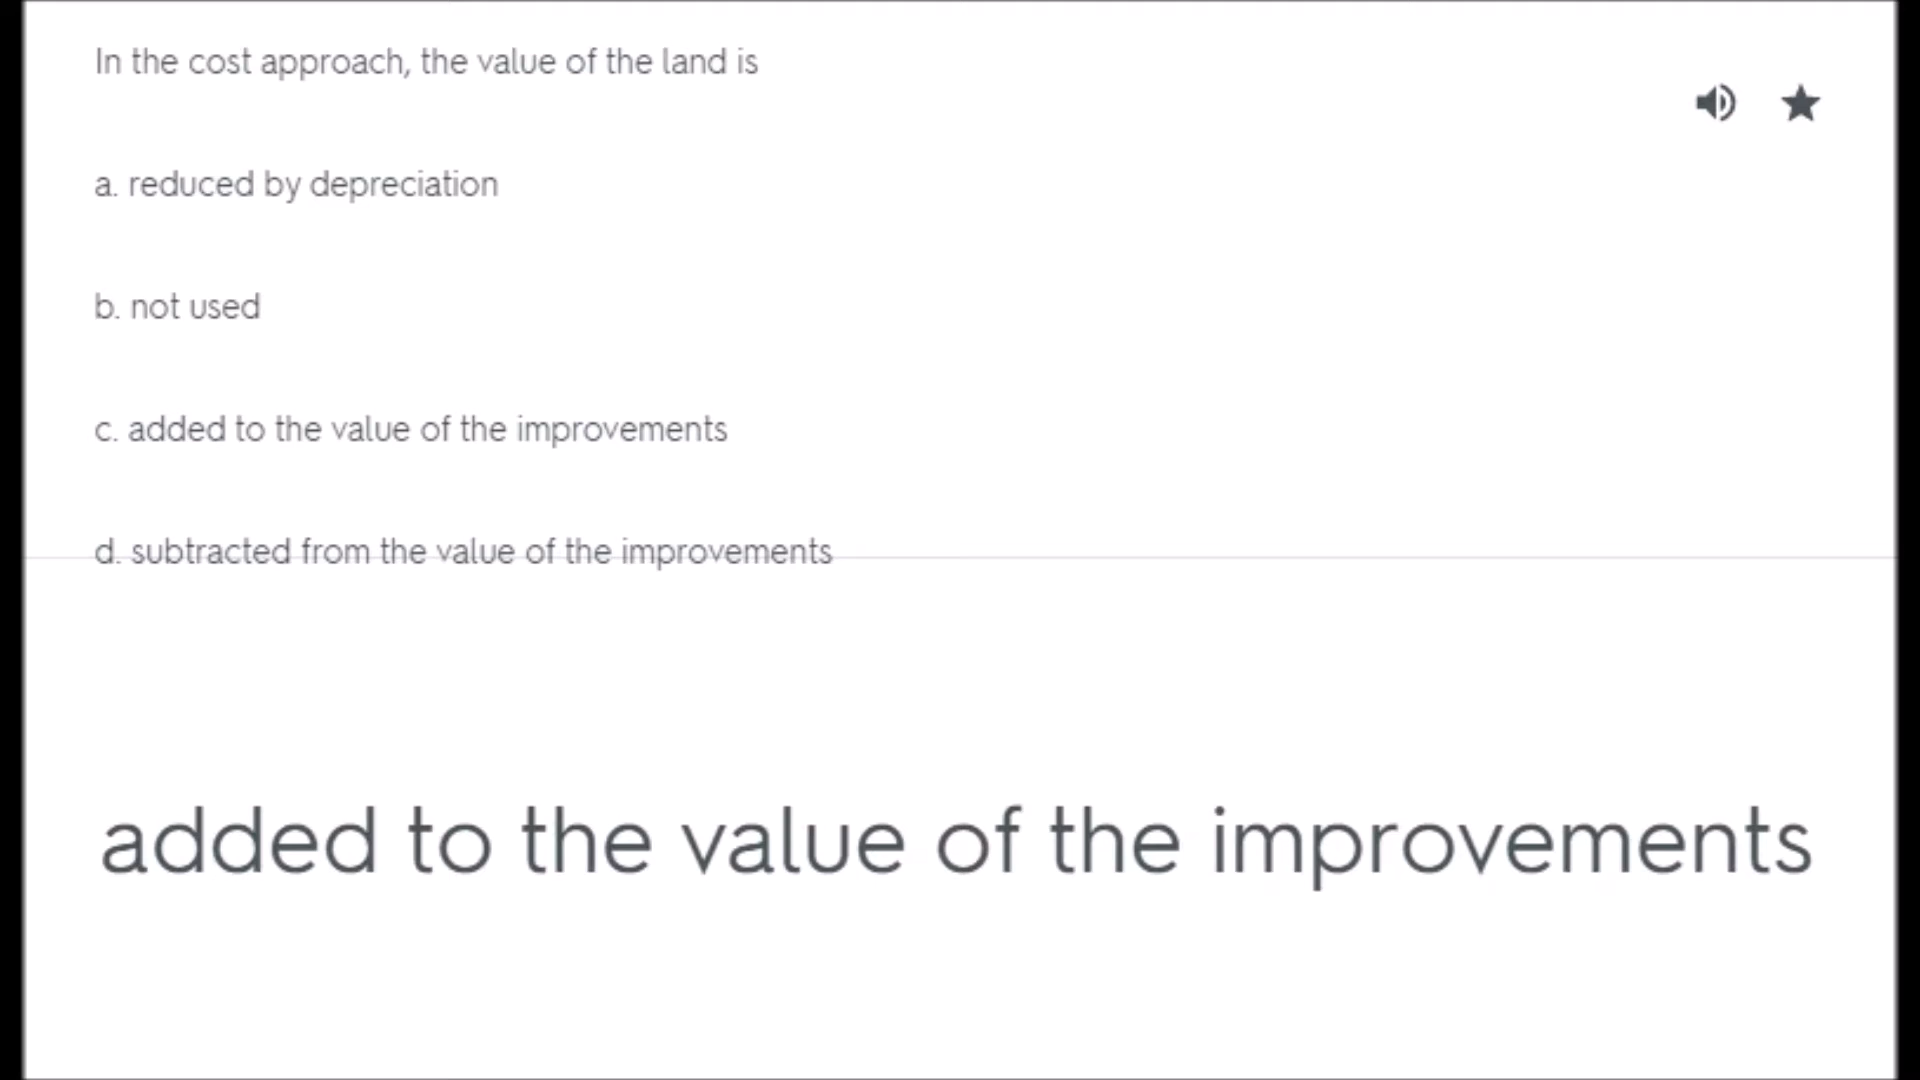 In the cost approach, the value of the land is
a. reduced by depreciation
b. not used
c. added to the value of the improvements
d. subtracted from the value of the improvements
added to the value of the improvements